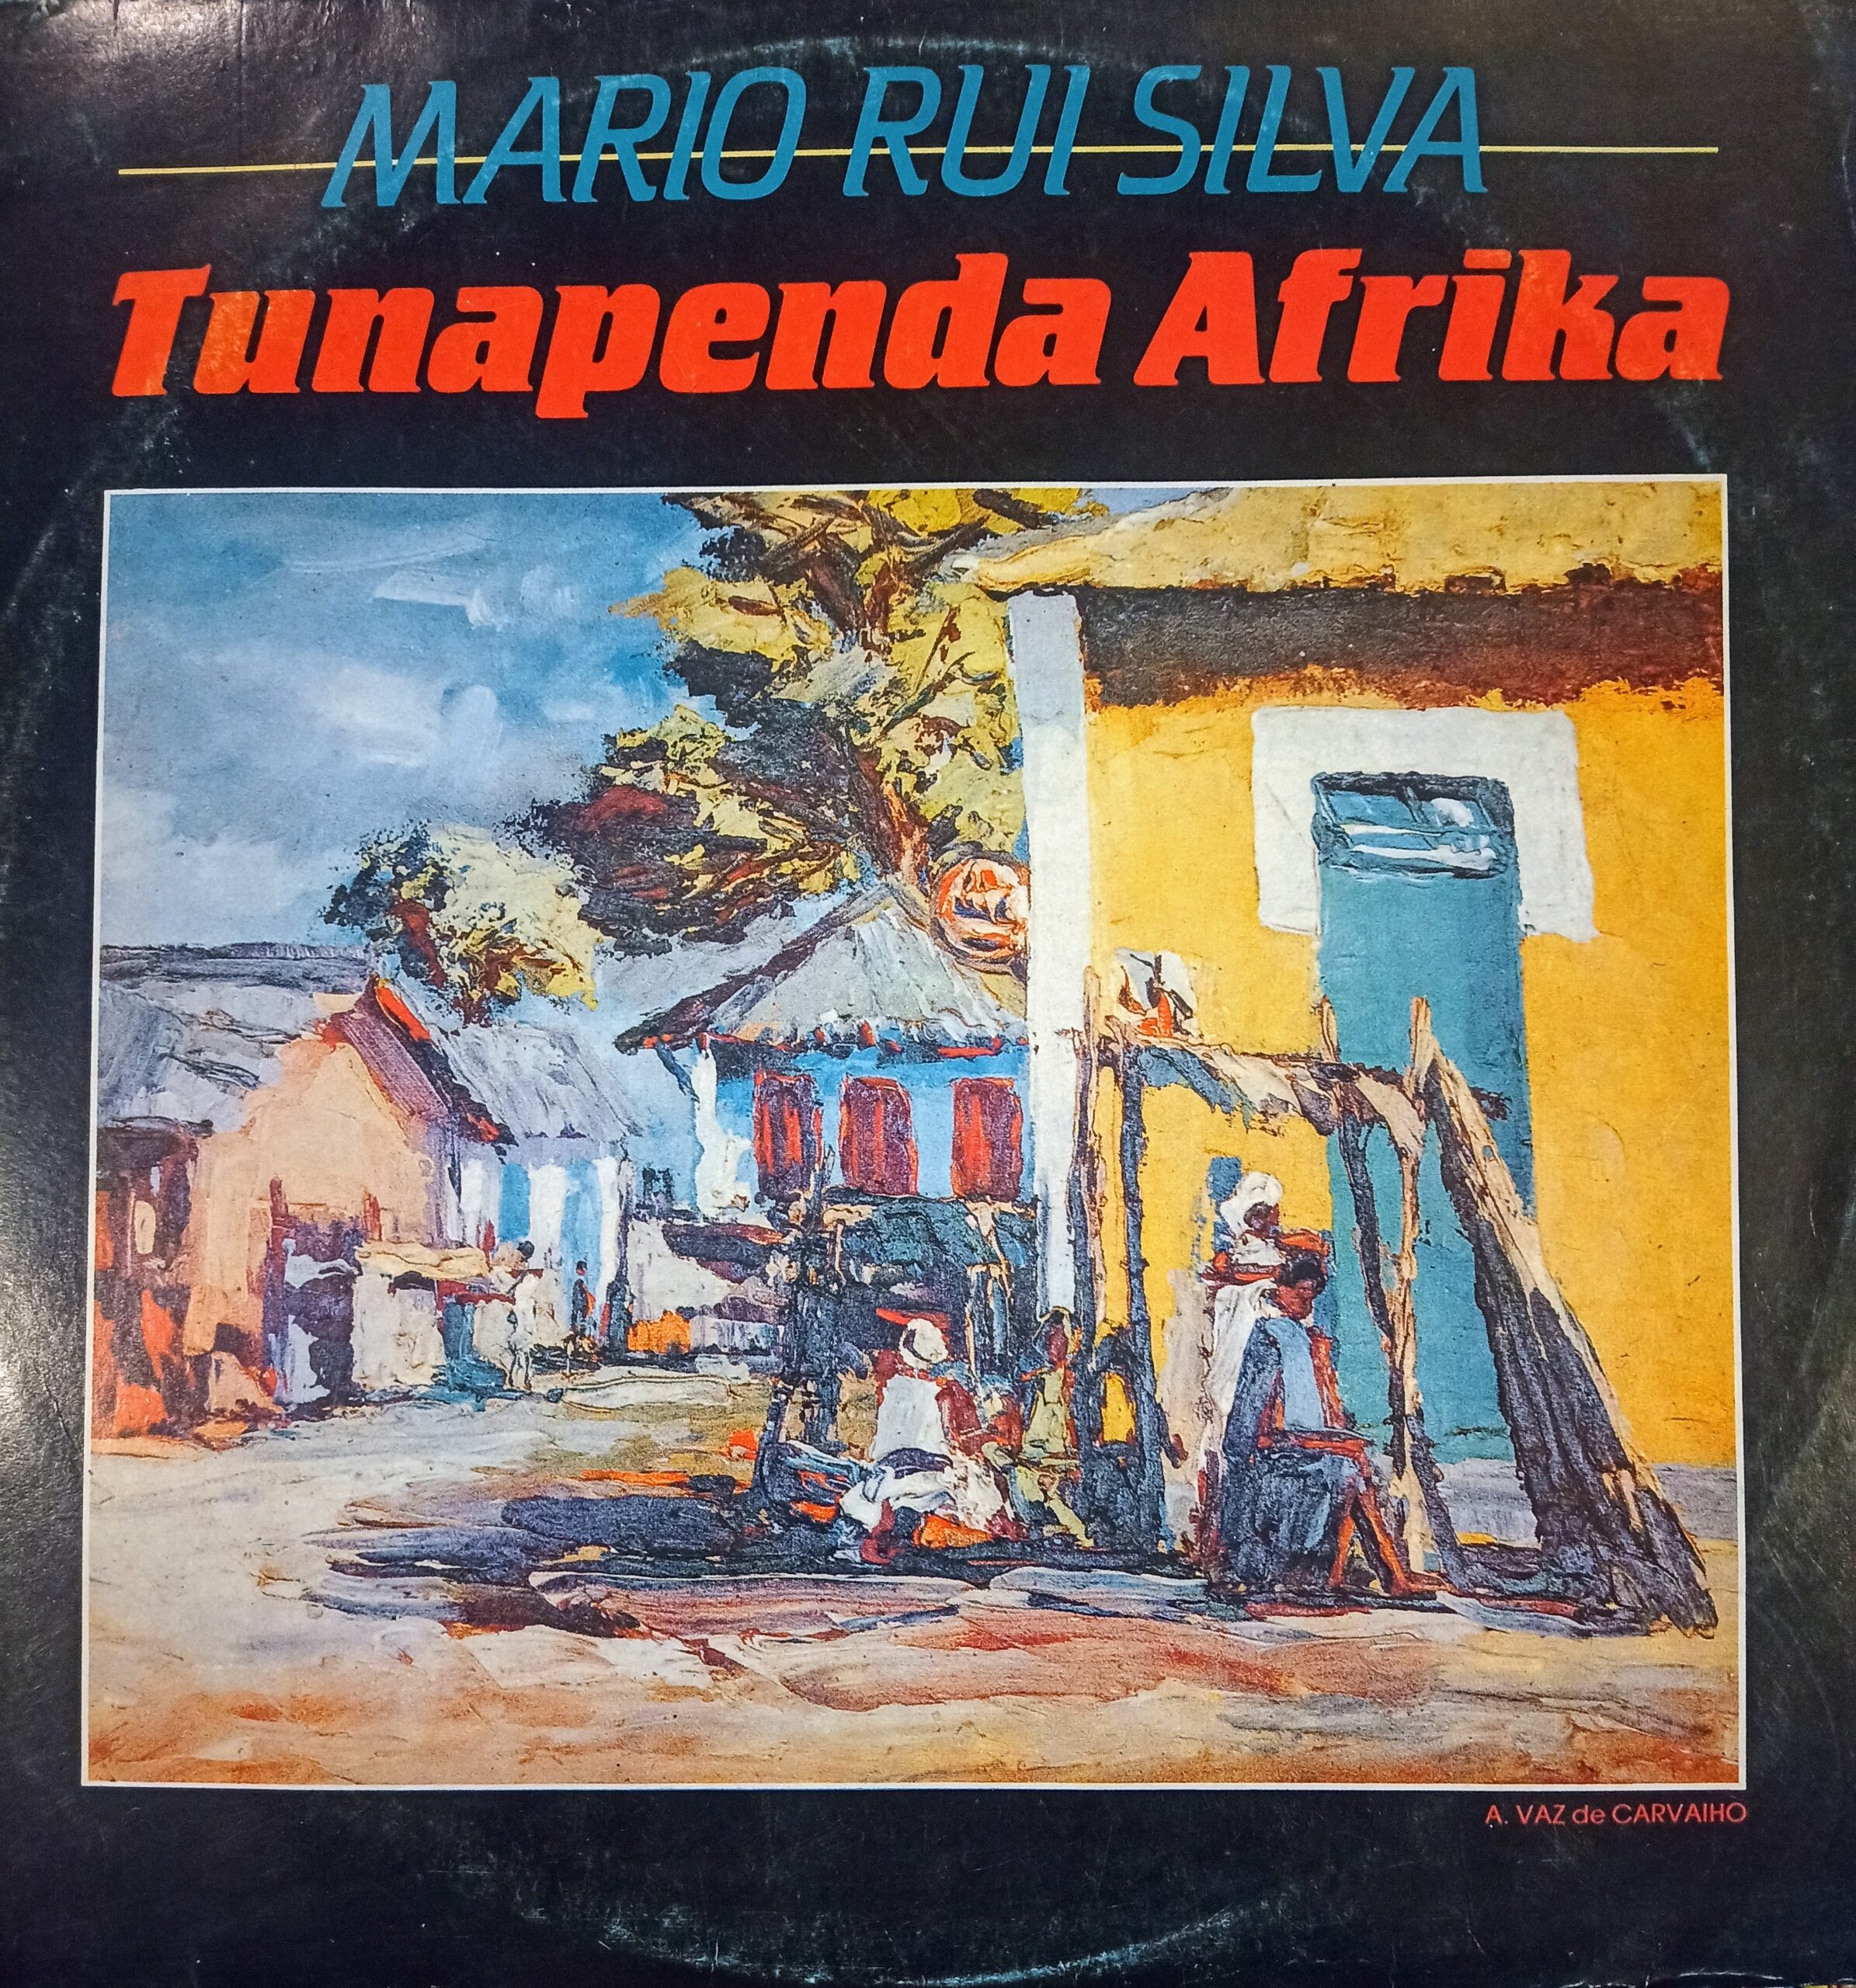 MARIO RUI SILVA
Tunapenda Afrika
A. VAZ de CARVAIHO